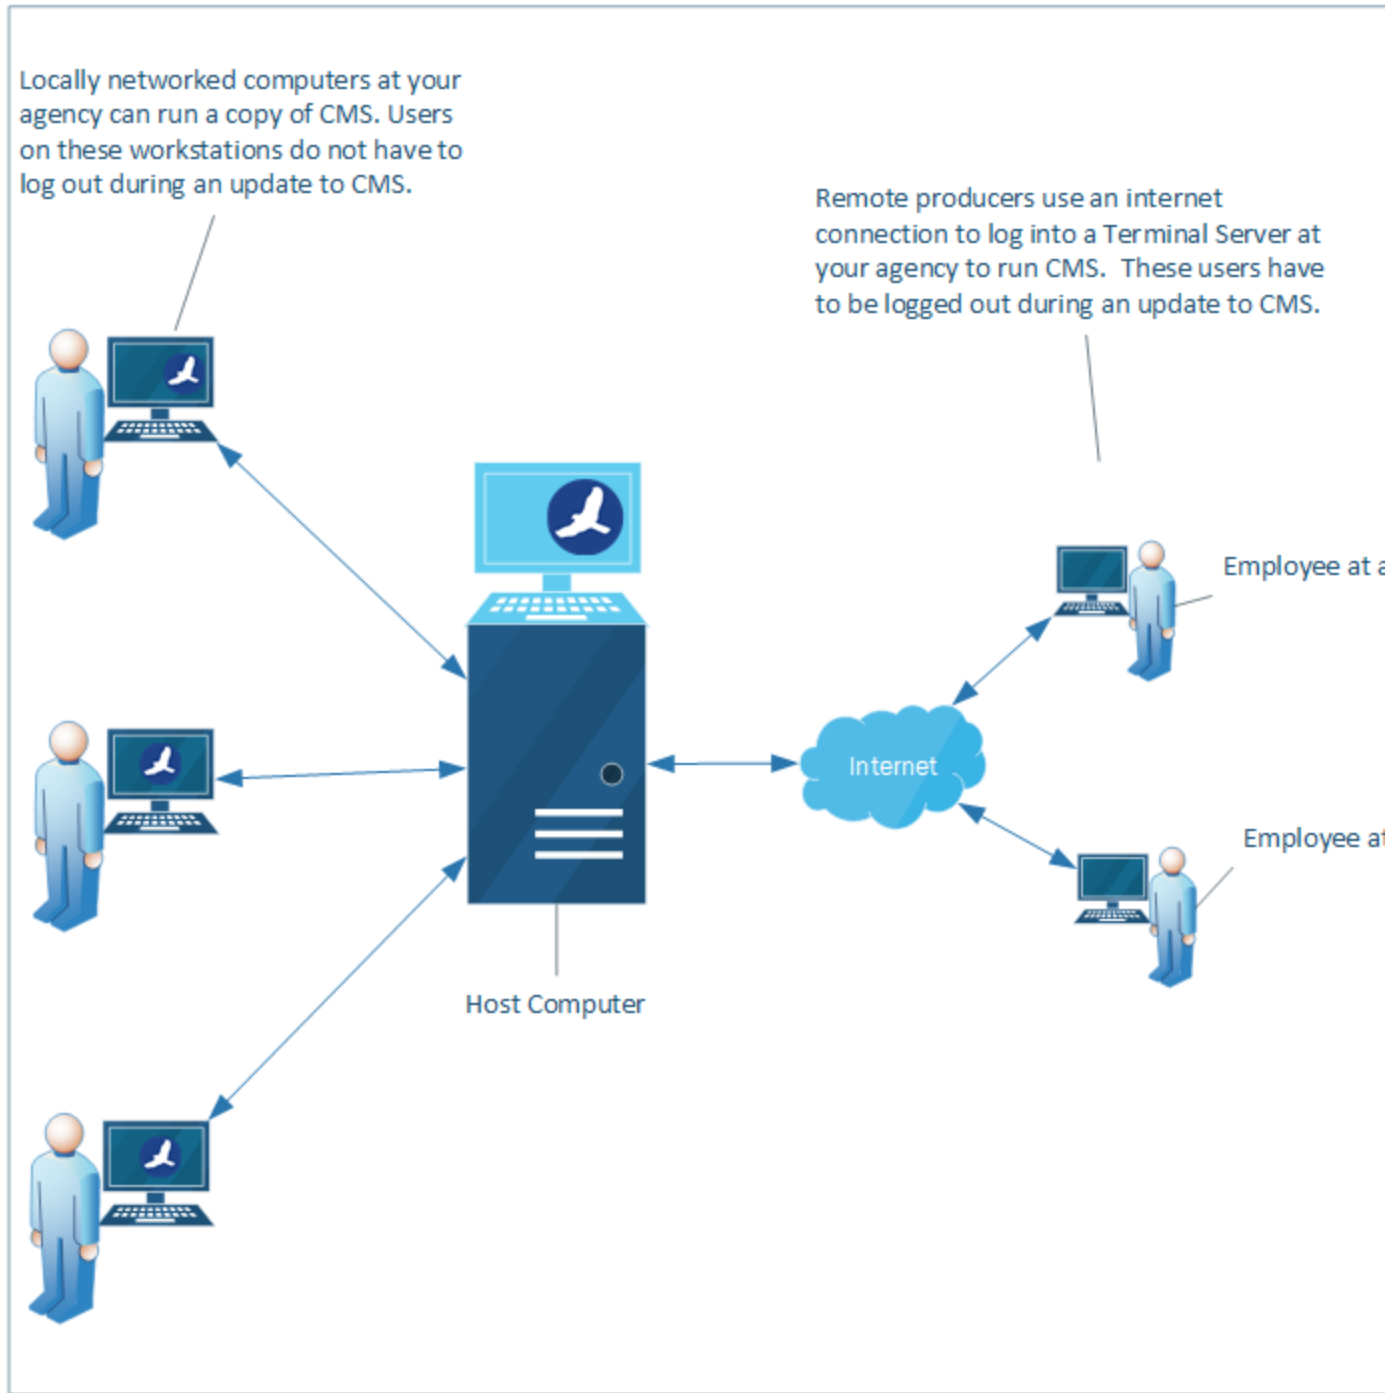 Locally networked computers at your
agency can run a copy of CMS. Users
on these workstations do not have to
log out during an update to CMS.
Remote producers use an internet
connection to log into a Terminal Server at
your agency to run CMS.  These users have
to be logged out during an update to CMS.
Employee at a
Internet
Employee at
Host Computer